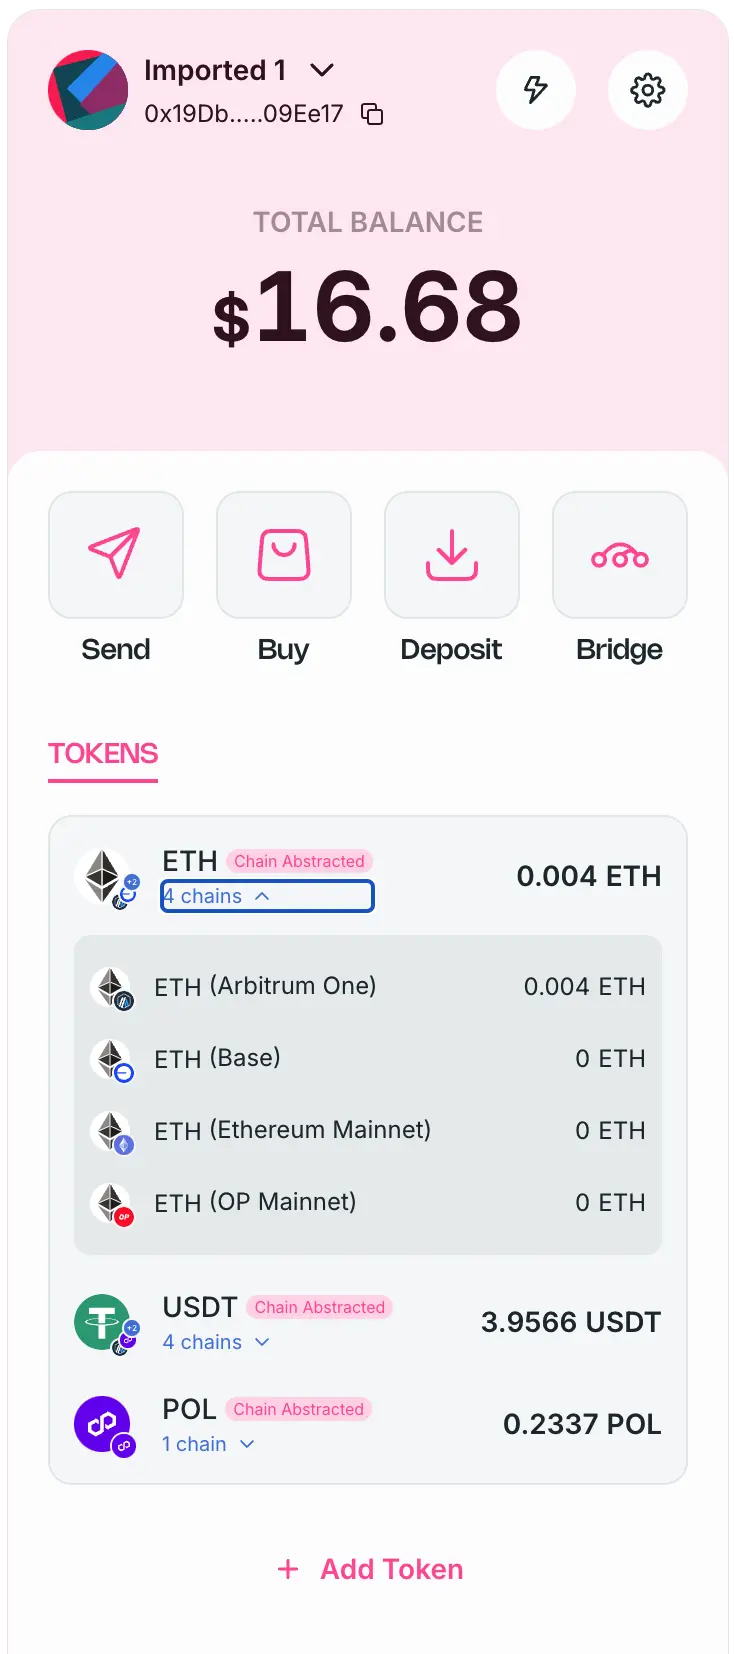 Imported 1
0x19Db.....09Ee17
TOTAL BALANCE
$16.68
Send
Buy
Deposit
Bridge
TOKENS
ETH Chain Abstracted
+2
4 chains
0.004 ETH
ETH (Arbitrum One) 0.004 ETH
ETH (Base) 0 ETH
ETH (Ethereum Mainnet) 0 ETH
ETH (OP Mainnet) 0 ETH
OP
USDT Chain Abstracted
+2
4 chains
3.9566 USDT
POL Chain Abstracted
1 chain
0.2337 POL
+ Add Token